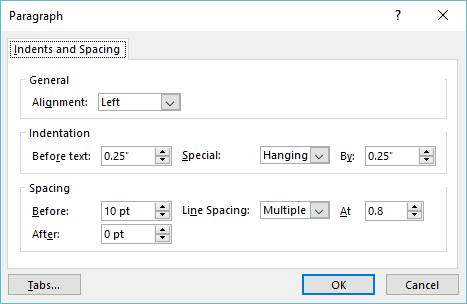 Paragraph ? ×
Indents and Spacing
General
Alignment: Left
Indentation
Before text: 0.25" Special: Hanging By: 0.25"
Spacing
Before: 10 pt Line Spacing: Multiple At 0.8
After: 0 pt
Tabs... OK Cancel